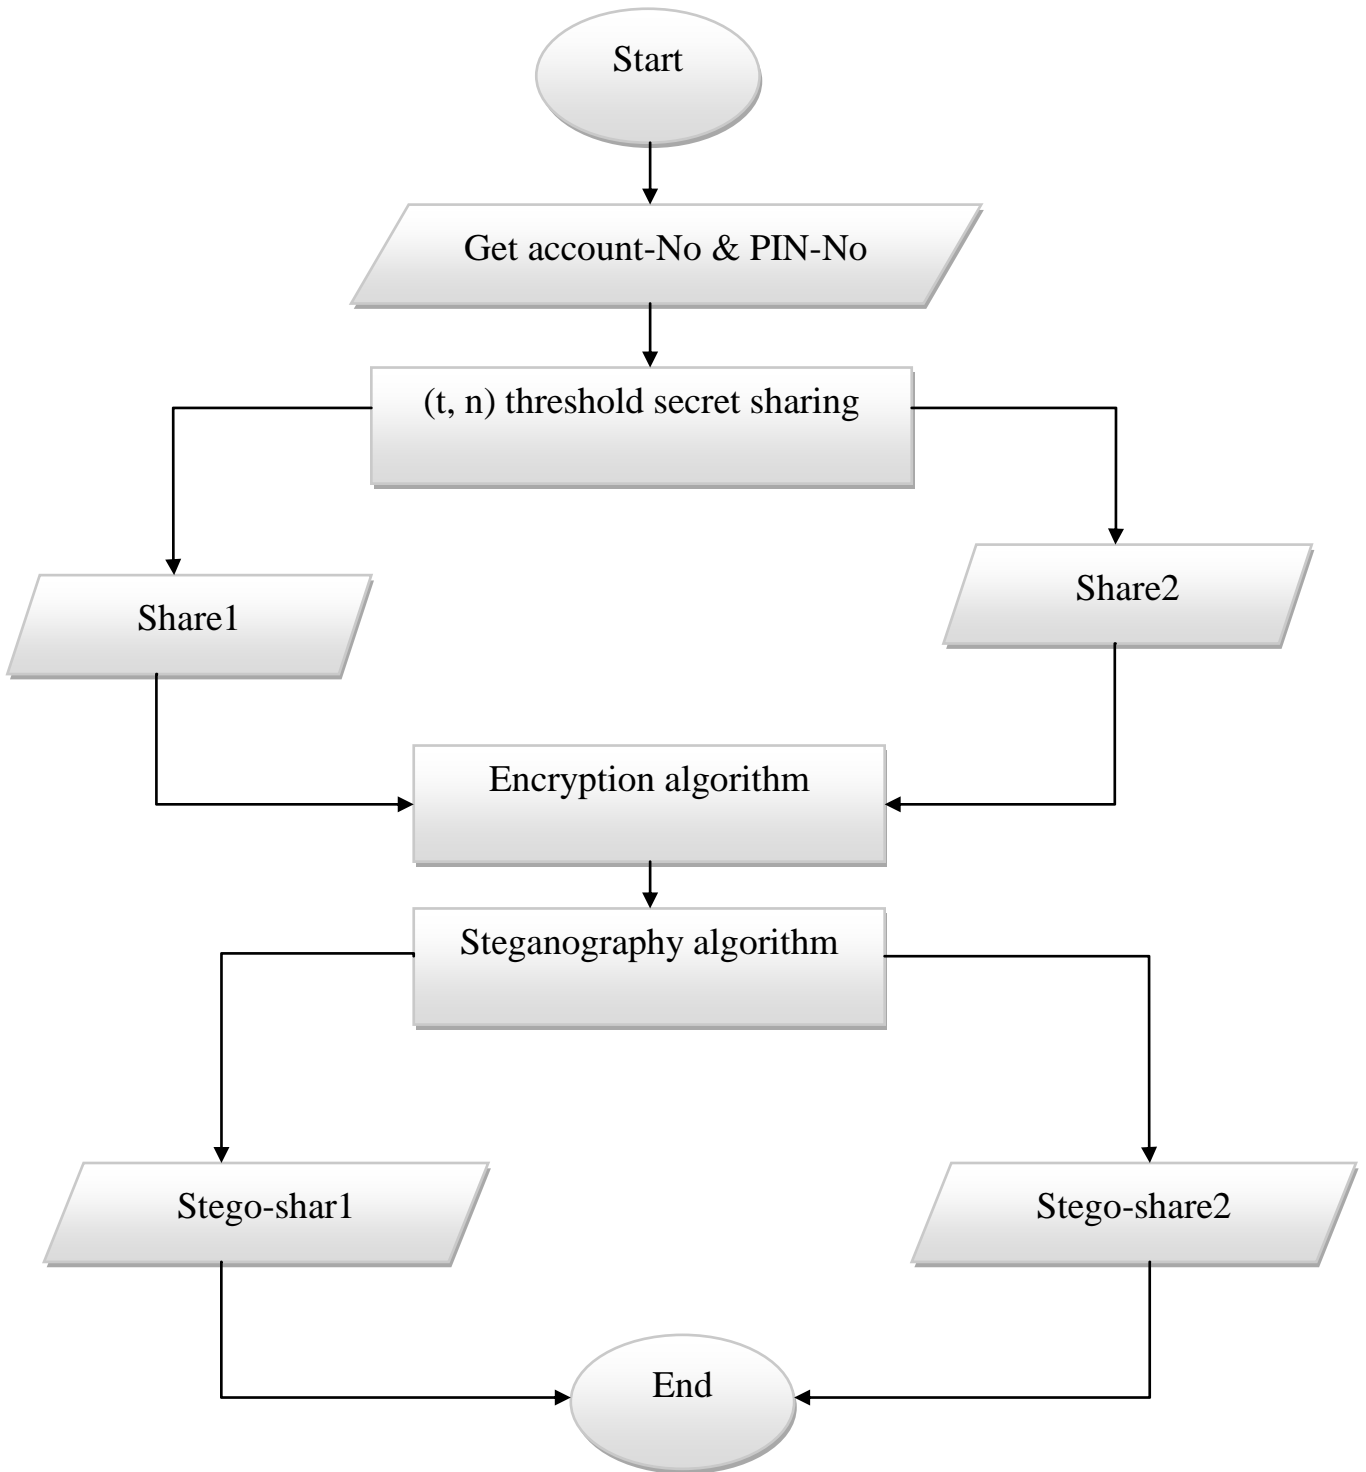 Start
Get account-No & PIN-No
(t, n) threshold secret sharing
Share1
Share2
Encryption algorithm
Steganography algorithm
Stego-shar1
Stego-share2
End